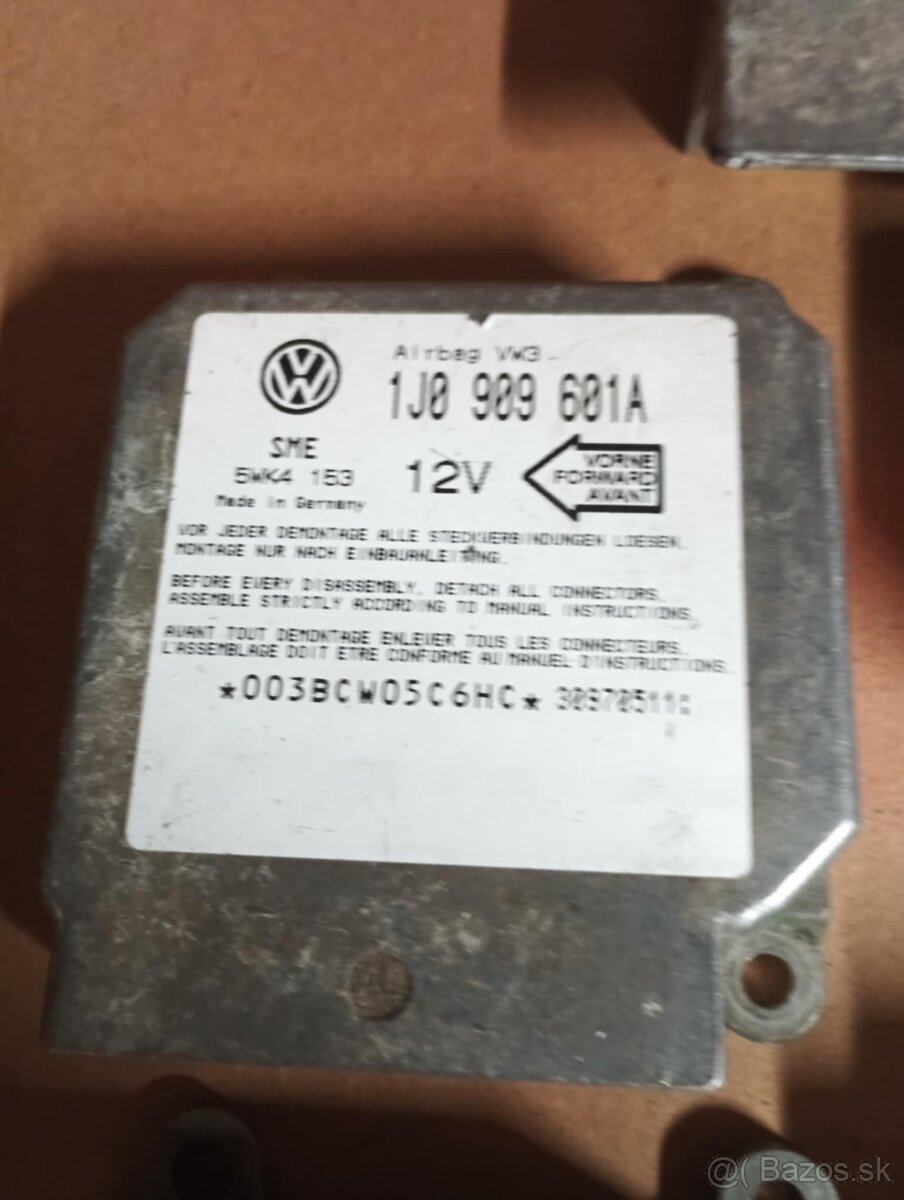 Airbag VW3
1J0 909 601A
SME
5WK4 153
12V
Made in Germany
VORNE
FORWARD
AVANT
VOR JEDER DEMONTAGE ALLE STECKVERBINDUNGEN LOESEN.
MONTAGE NUR NACH EINBAUANLEITUNG.
BEFORE EVERY DISASSEMBLY, DETACH ALL CONNECTORS.
ASSEMBLE STRICTLY ACCORDING TO MANUAL INSTRUCTIONS.
AVANT TOUT DEMONTAGE ENLEVER TOUS LES CONNECTEURS.
L'ASSEMBLAGE DOIT ETRE CONFORME AU MANUEL D'INSTRUCTIONS.
*003BCW05C6HC*
@( Bazos.sk